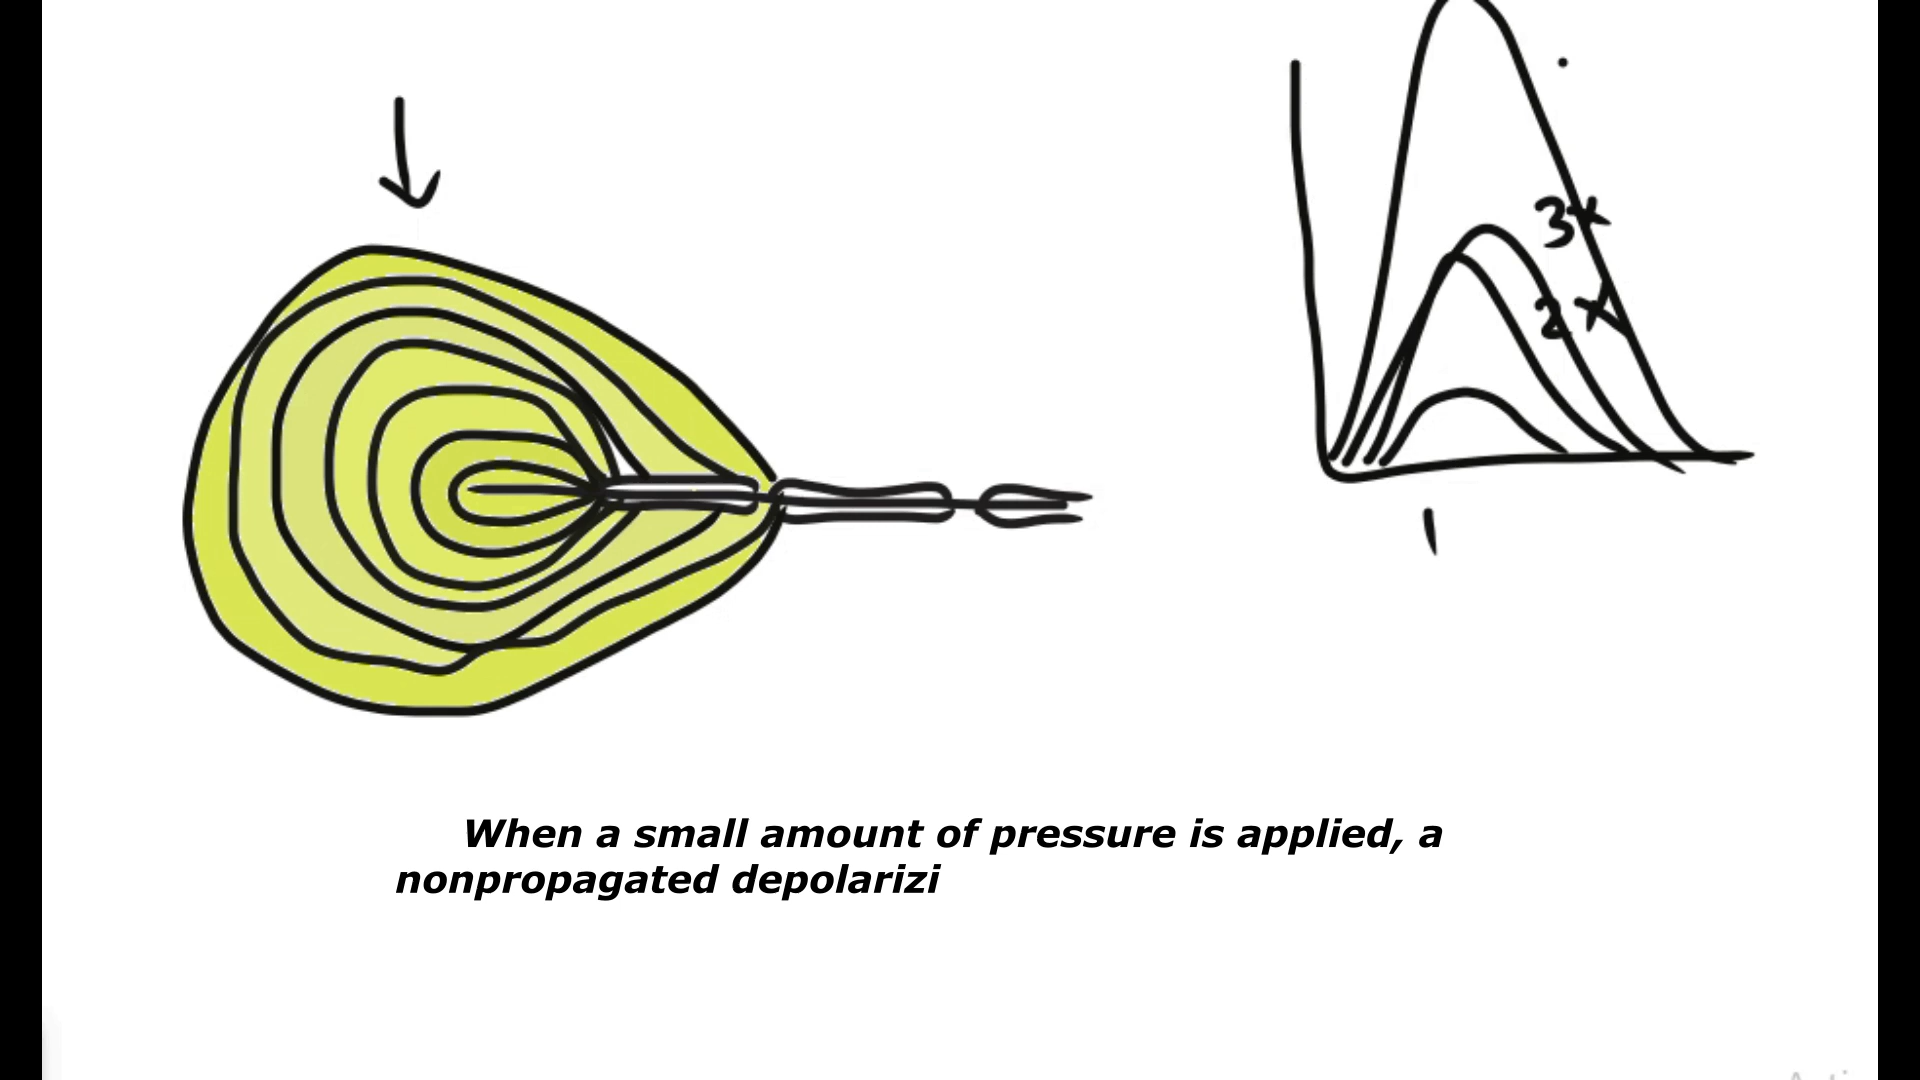 3x
2x
1
When a small amount of pressure is applied, a
nonpropagated depolarizi